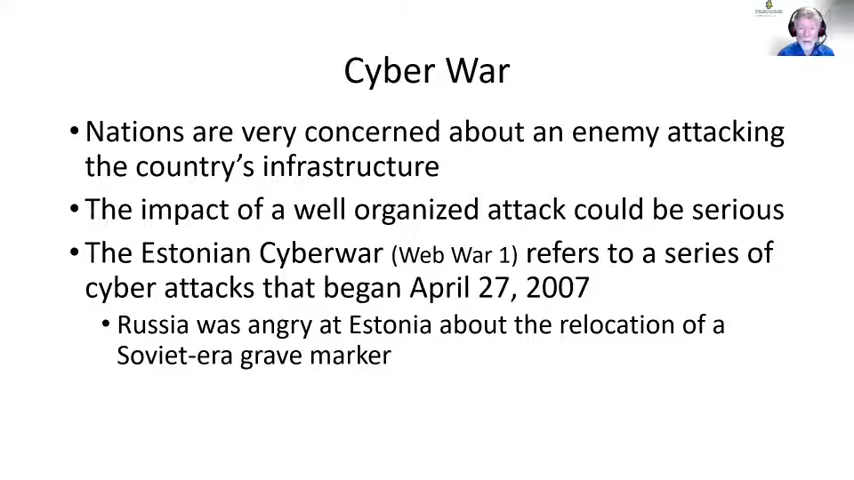 Cyber War
• Nations are very concerned about an enemy attacking
the country's infrastructure
• The impact of a well organized attack could be serious
• The Estonian Cyberwar (Web War 1) refers to a series of
cyber attacks that began April 27, 2007
• Russia was angry at Estonia about the relocation of a
Soviet-era grave marker